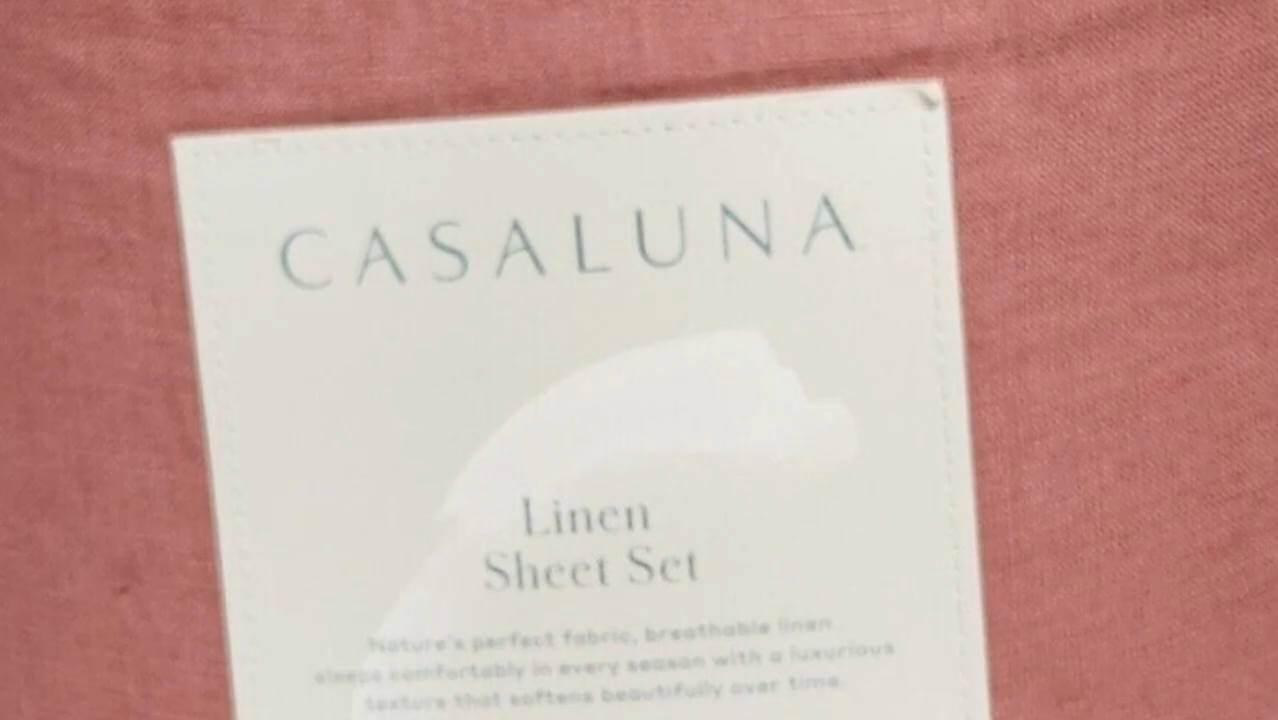 CASALUNA
Linen
Sheet Set
Nature's perfect fabric, breathable linen
sleeps comfortably in every season with a luxurious
texture that softens beautifully over time.